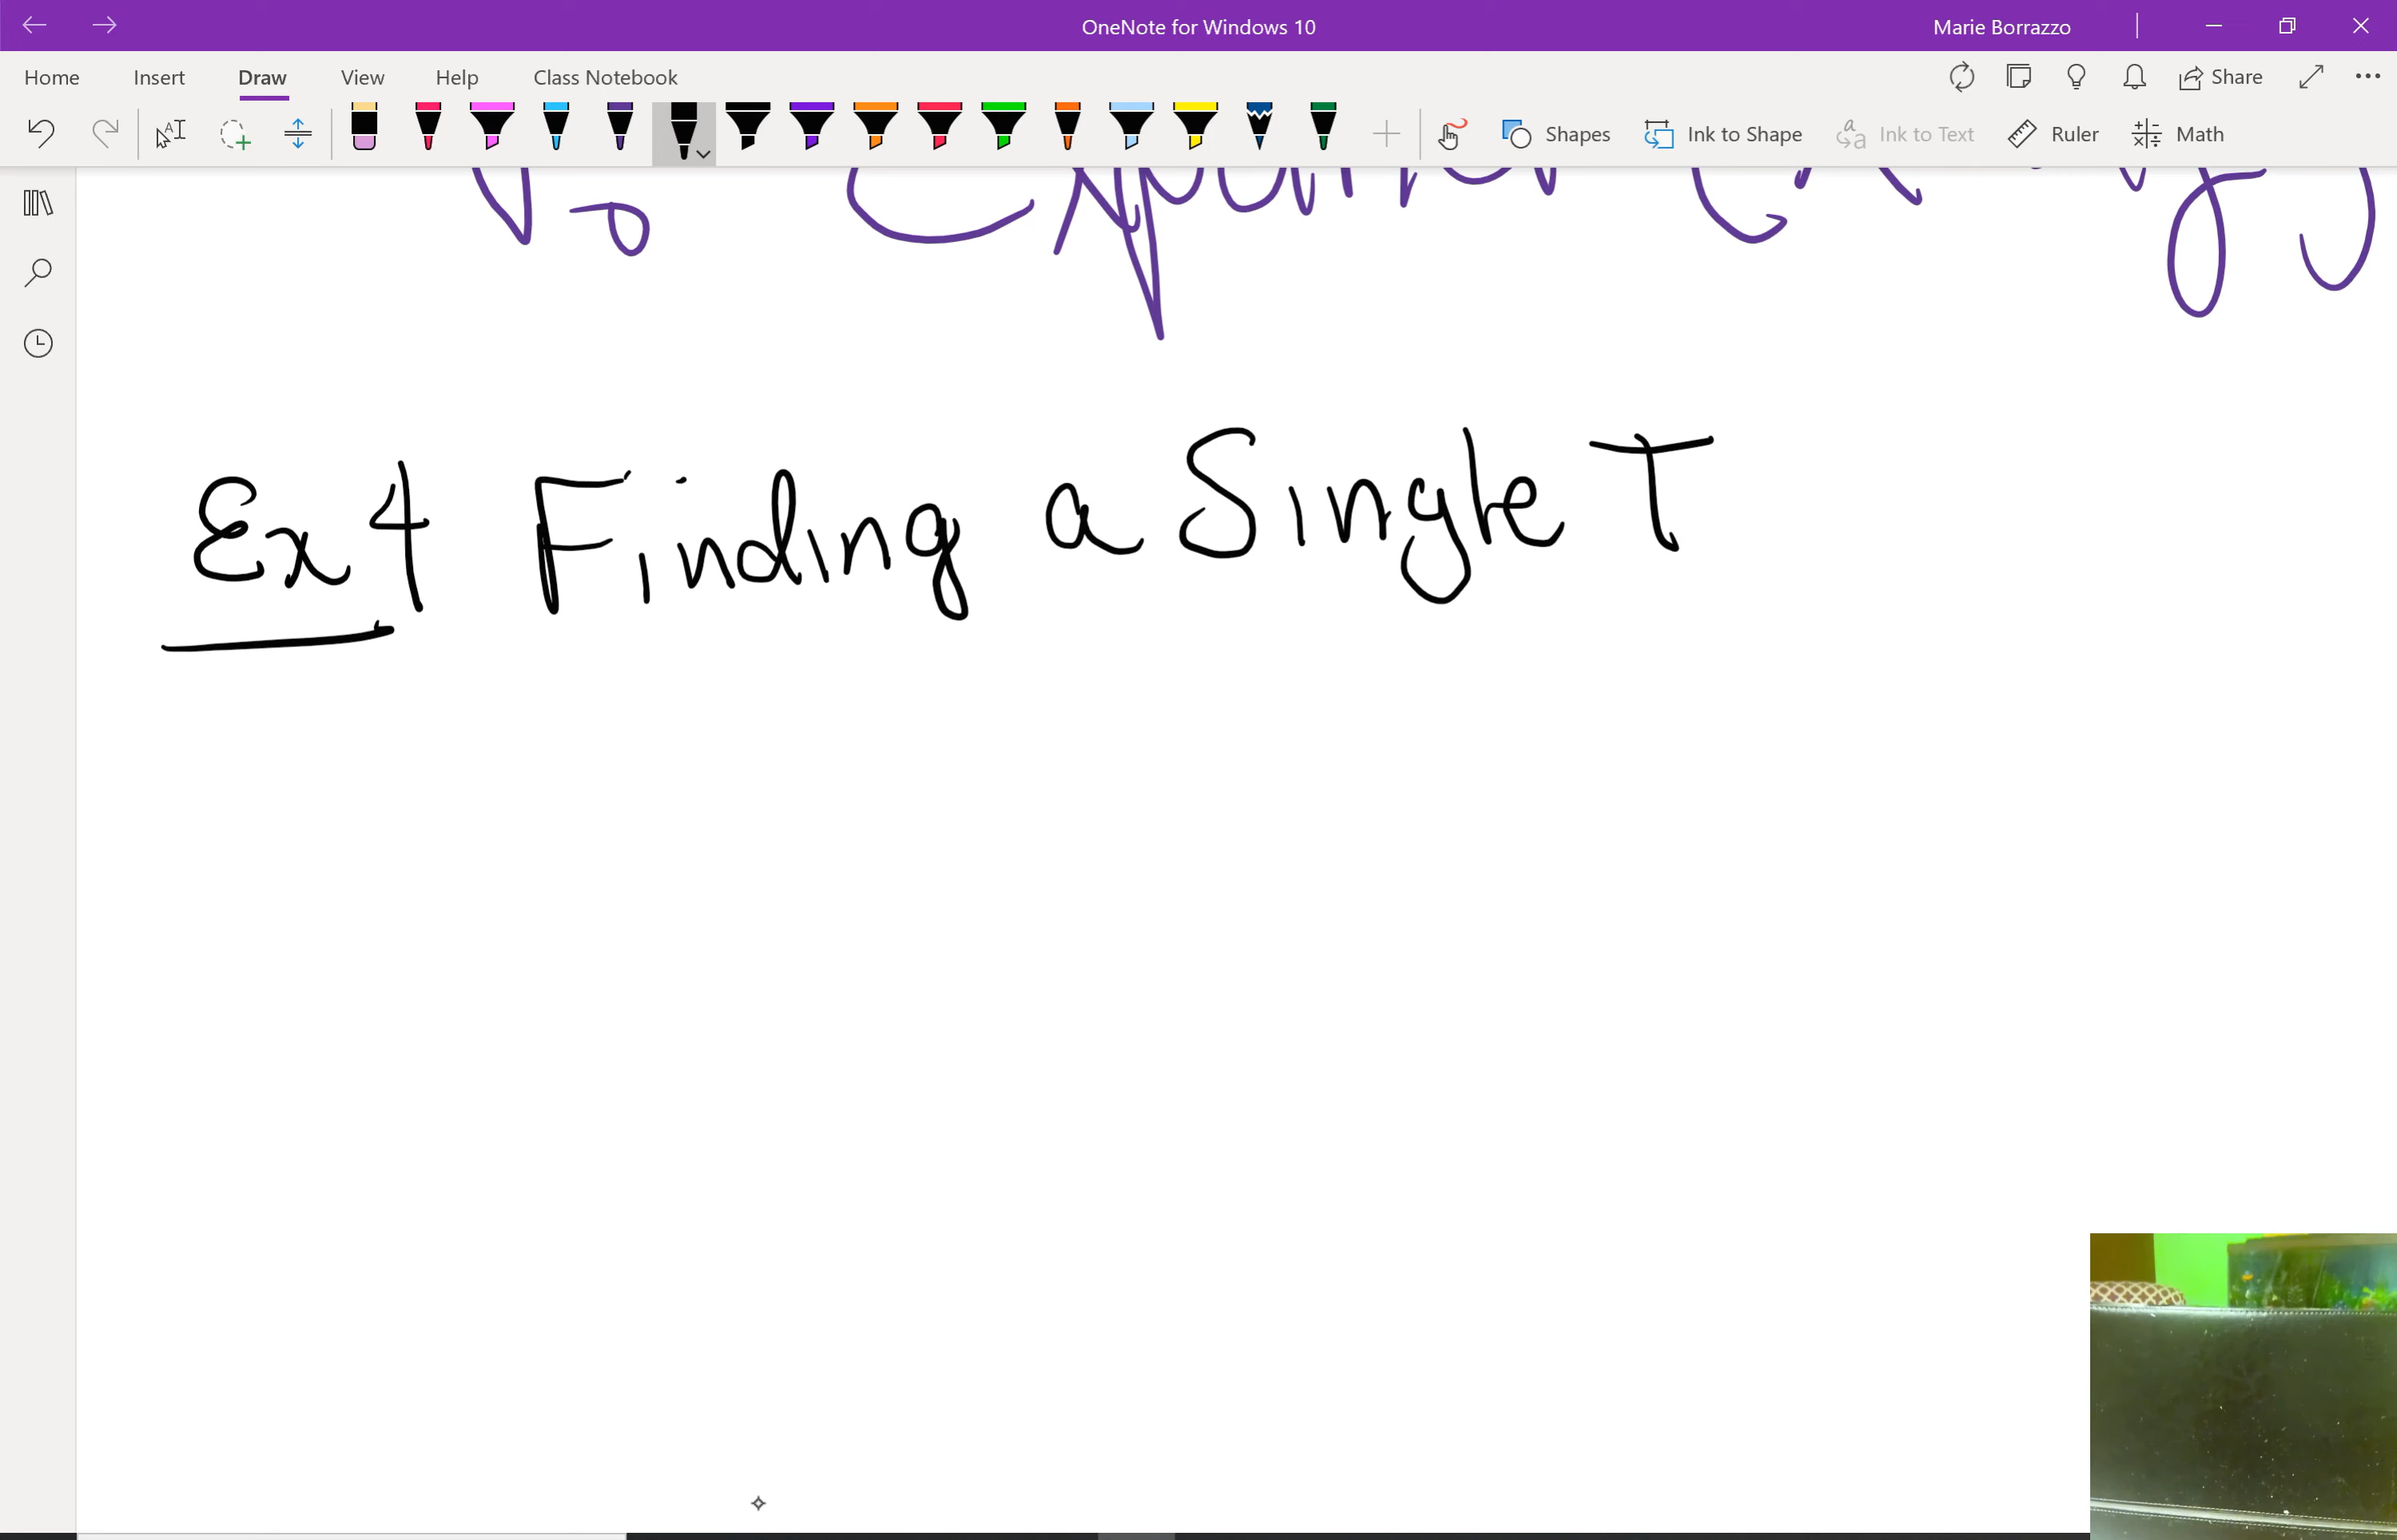 OneNote for Windows 10 Marie Borrazzo
Home Insert Draw View Help Class Notebook Share
Shapes Ink to Shape Ink to Text Ruler Math
Ex 4 Finding a Single T